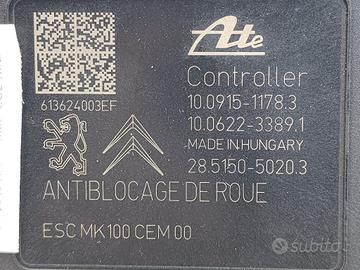 Ate
Controller
613624003EF
10.0915-1178.3
10.0622-3389.1
MADE IN HUNGARY
28.5150-5020.3
ANTIBLOCAGE DE ROUE
ESC MK100 CEM 00
subito